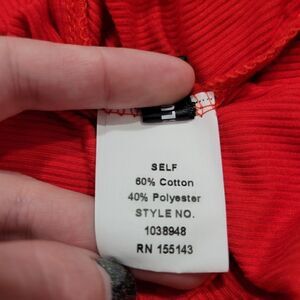 SELF
60% Cotton
40% Polyester
STYLE NO.
1038948
RN 155143